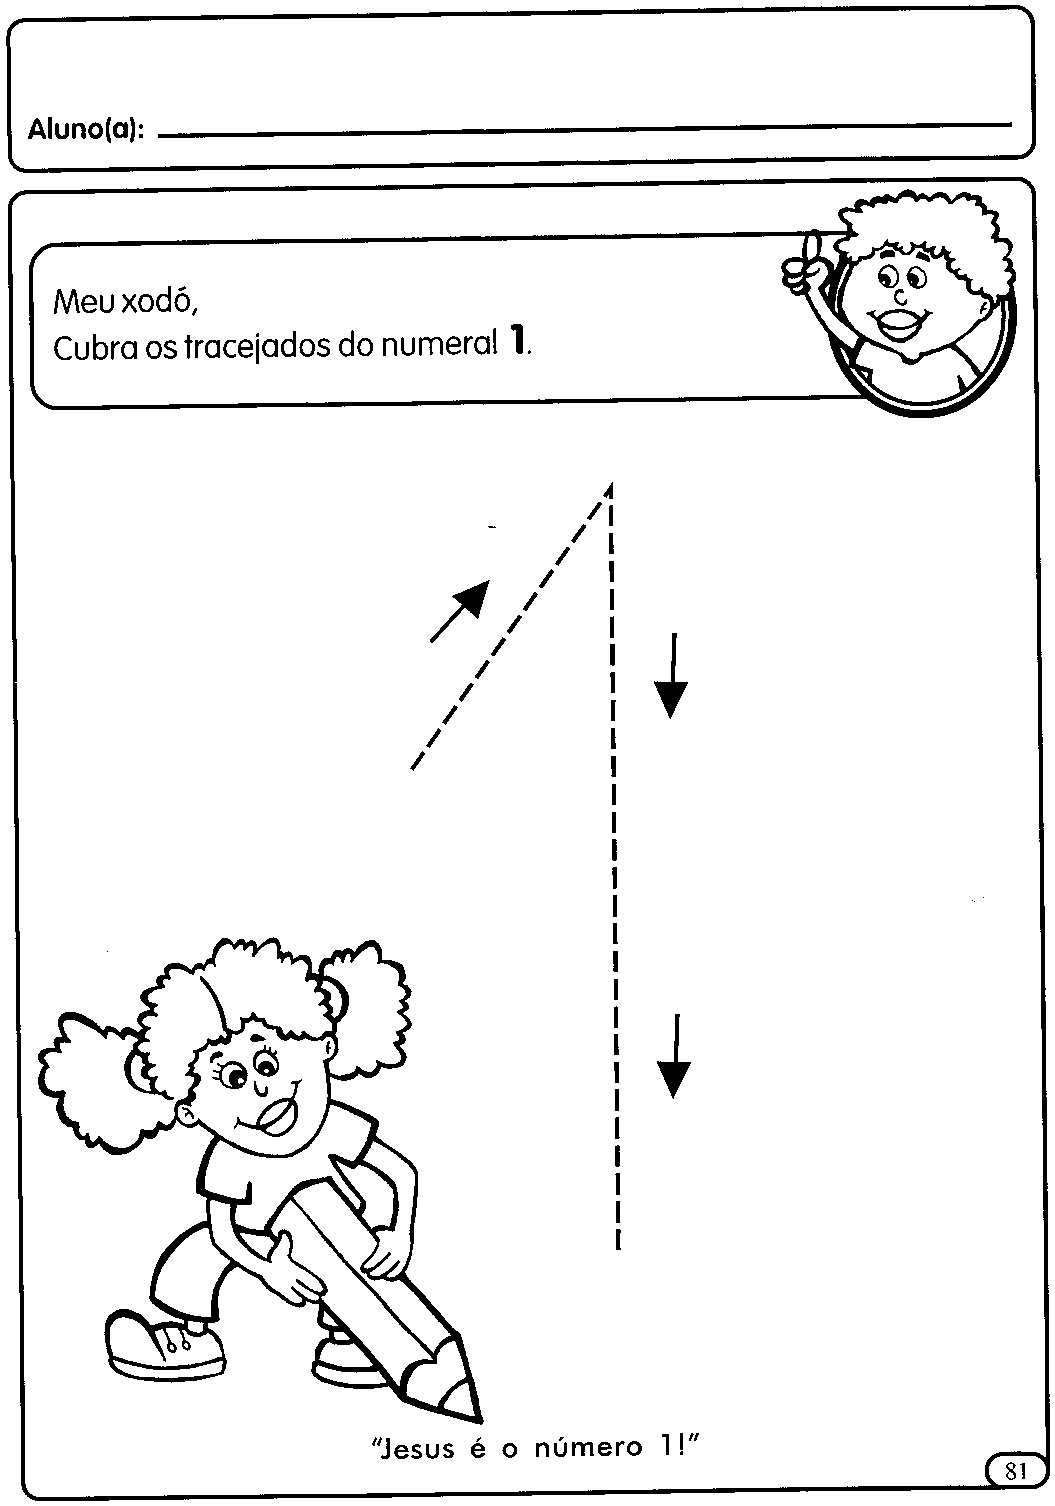 Aluno(a):
Meu xodó,
Cubra os tracejados do numeral 1.
"Jesus é o número 1!"
81